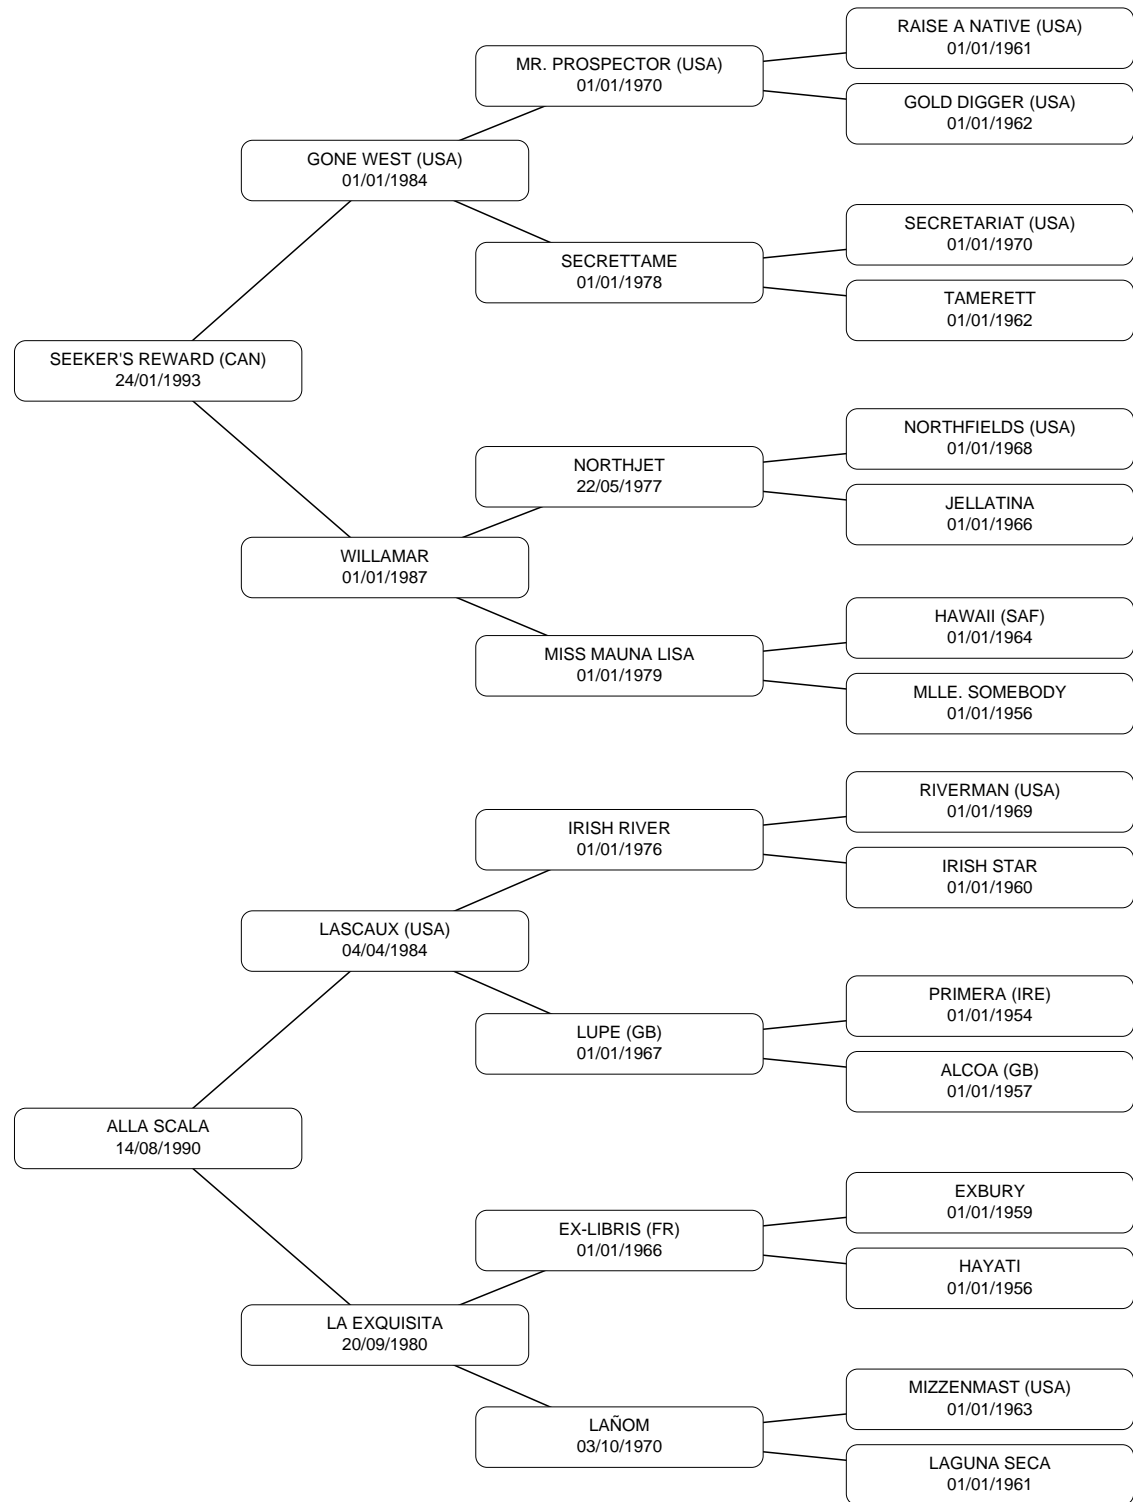 RAISE A NATIVE (USA)
01/01/1961
MR. PROSPECTOR (USA)
01/01/1970
GOLD DIGGER (USA)
01/01/1962
GONE WEST (USA)
01/01/1984
SECRETARIAT (USA)
01/01/1970
SECRETTAME
01/01/1978
TAMERETT
01/01/1962
SEEKER'S REWARD (CAN)
24/01/1993
NORTHFIELDS (USA)
01/01/1968
NORTHJET
22/05/1977
JELLATINA
01/01/1966
WILLAMAR
01/01/1987
HAWAII (SAF)
01/01/1964
MISS MAUNA LISA
01/01/1979
MLLE. SOMEBODY
01/01/1956
RIVERMAN (USA)
01/01/1969
IRISH RIVER
01/01/1976
IRISH STAR
01/01/1960
LASCAUX (USA)
04/04/1984
PRIMERA (IRE)
01/01/1954
LUPE (GB)
01/01/1967
ALCOA (GB)
01/01/1957
ALLA SCALA
14/08/1990
EXBURY
01/01/1959
EX-LIBRIS (FR)
01/01/1966
HAYATI
01/01/1956
LA EXQUISITA
20/09/1980
MIZZENMAST (USA)
01/01/1963
LAÑOM
03/10/1970
LAGUNA SECA
01/01/1961